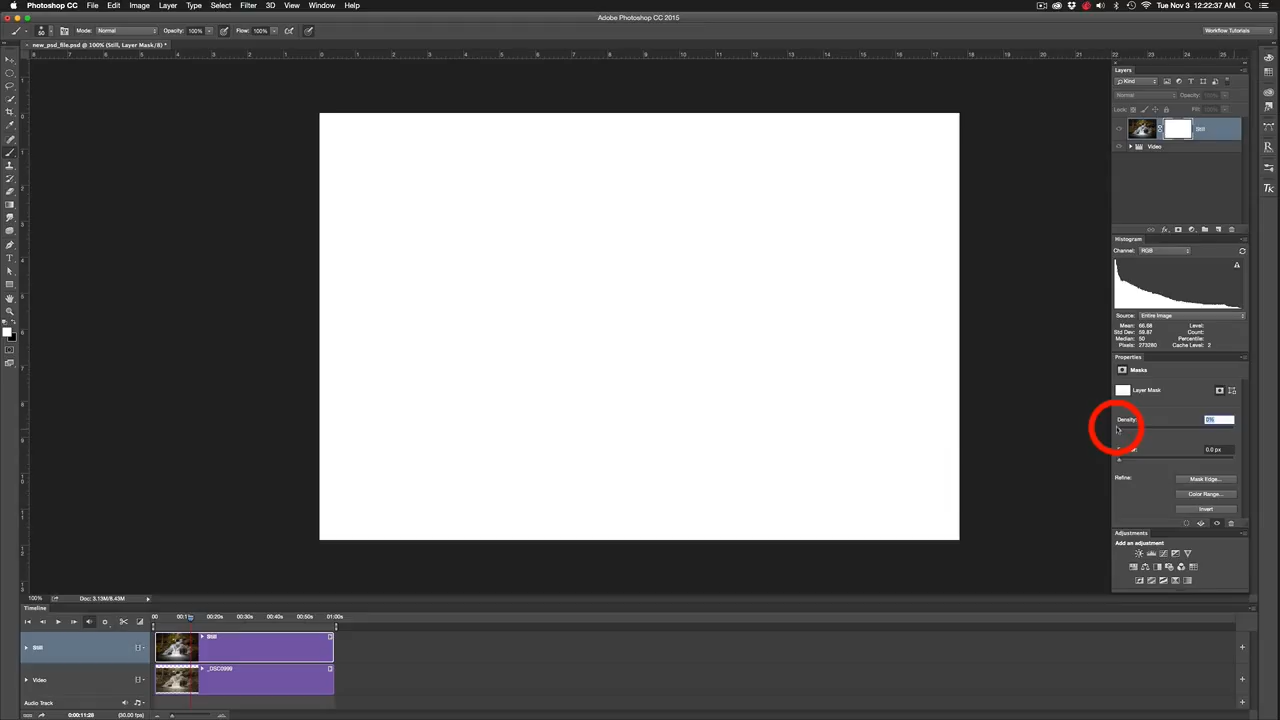 Photoshop CC File Edit Image Layer Type Select Filter 3D View Window Help Tue Nov 3 12:22:37 AM
Adobe Photoshop CC 2015
50 Mode: Normal Opacity: 100% Flow: 100% Workflow Tutorials
new_psd_file.psd @ 100% (Still, Layer Mask/8) *
Layers
Kind
Normal Opacity:
Lock: Fill:
Still
Video
Histogram
Channel: RGB
Source: Entire Image
Mean: 66.68 Level:
Std Dev: 59.87 Count:
Median: 50 Percentile:
Pixels: 273280 Cache Level: 2
Properties
Masks
Layer Mask
Density: 0%
0.0 px
Refine: Mask Edge...
Color Range...
Invert
Adjustments
Add an adjustment
100% Doc: 3.13M/6.43M
Timeline
00 00:20s 00:30s 00:40s 00:50s 01:00s
Still Still
Video _DSC0999
Audio Track
0:00:11:28 (30.00 fps)